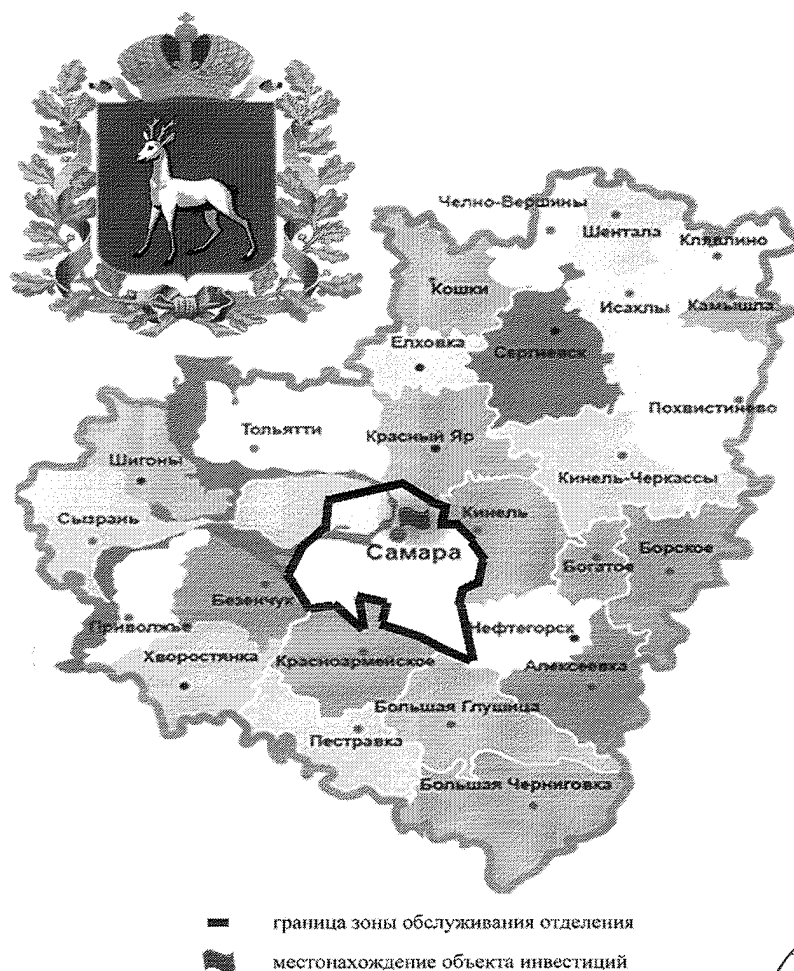 Челно-Вершины
Шентала
Клявлино
Кошки
Исаклы
Камышла
Елховка
Сергиевск
Похвистнево
Тольятти
Красный Яр
Шигоны
Кинель-Черкассы
Сызрань
Кинель
Самара
Богатое
Борское
Безенчук
Приволжье
Нефтегорск
Хворостянка
Красноармейское
Алексеевка
Большая Глушица
Пестравка
Большая Черниговка
граница зоны обслуживания отделения
местонахождение объекта инвестиций